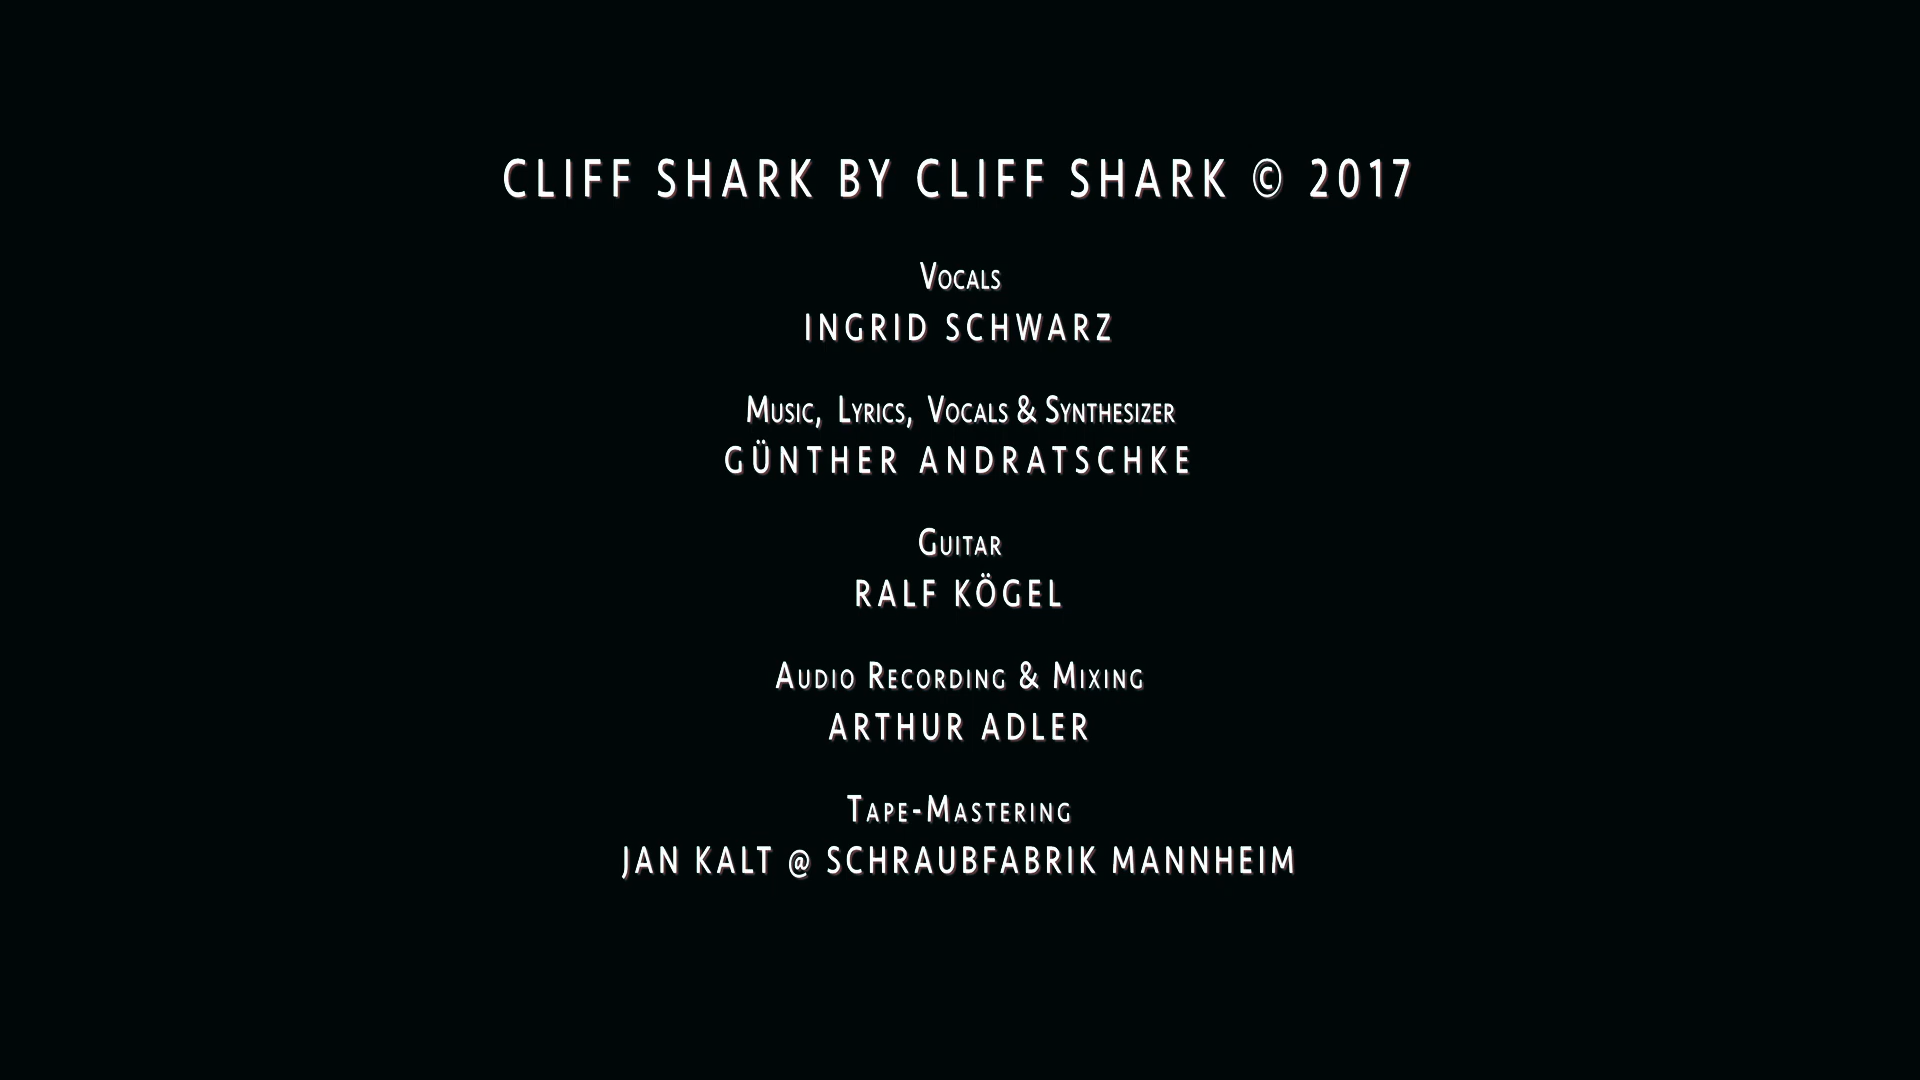 CLIFF SHARK BY CLIFF SHARK © 2017
Vocals
INGRID SCHWARZ
Music, Lyrics, Vocals & Synthesizer
GÜNTHER ANDRATSCHKE
Guitar
RALF KÖGEL
Audio Recording & Mixing
ARTHUR ADLER
Tape-Mastering
JAN KALT @ SCHRAUBFABRIK MANNHEIM